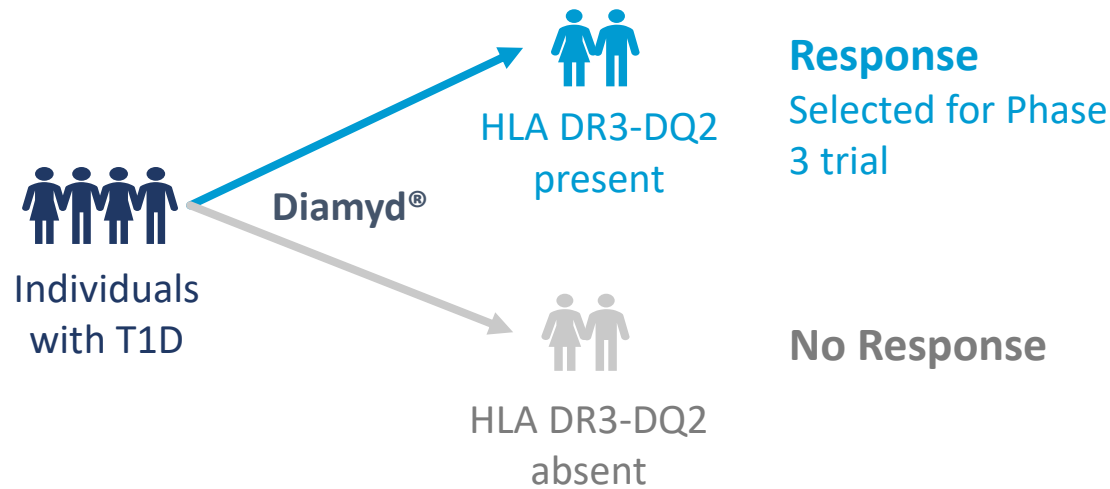 Individuals
with T1D
Diamyd®
HLA DR3-DQ2
present
Response
Selected for Phase
3 trial
HLA DR3-DQ2
absent
No Response